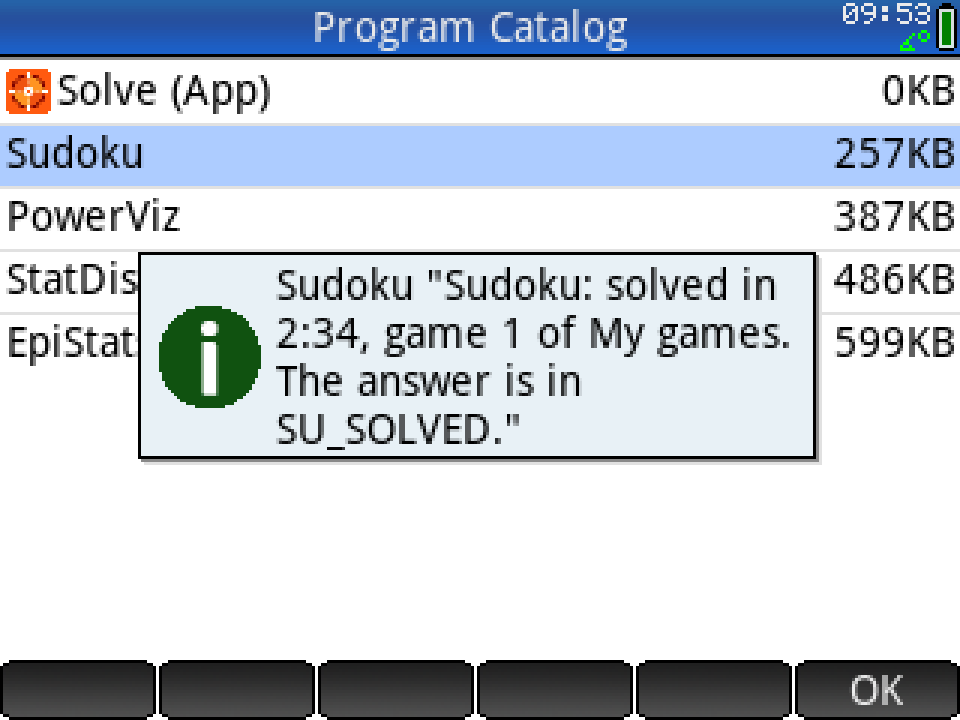 Program Catalog
09:53
Solve (App) 0KB
Sudoku 257KB
PowerViz 387KB
StatDis 486KB
EpiStat 599KB
Sudoku "Sudoku: solved in
2:34, game 1 of My games.
The answer is in
SU_SOLVED."
OK